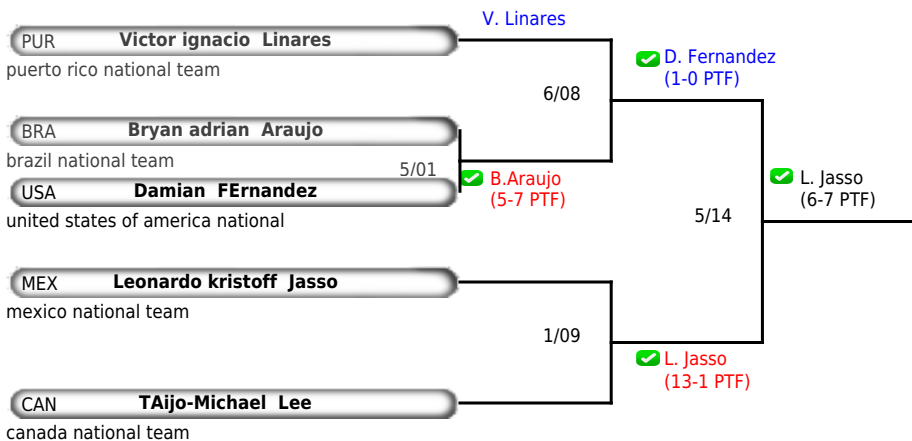 V. Linares
PUR Victor ignacio Linares
puerto rico national team
D. Fernandez
(1-0 PTF)
6/08
BRA Bryan adrian Araujo
brazil national team
5/01
B.Araujo
(5-7 PTF)
L. Jasso
(6-7 PTF)
USA Damian FErnandez
united states of america national
5/14
MEX Leonardo kristoff Jasso
mexico national team
1/09
L. Jasso
(13-1 PTF)
CAN TAijo-Michael Lee
canada national team